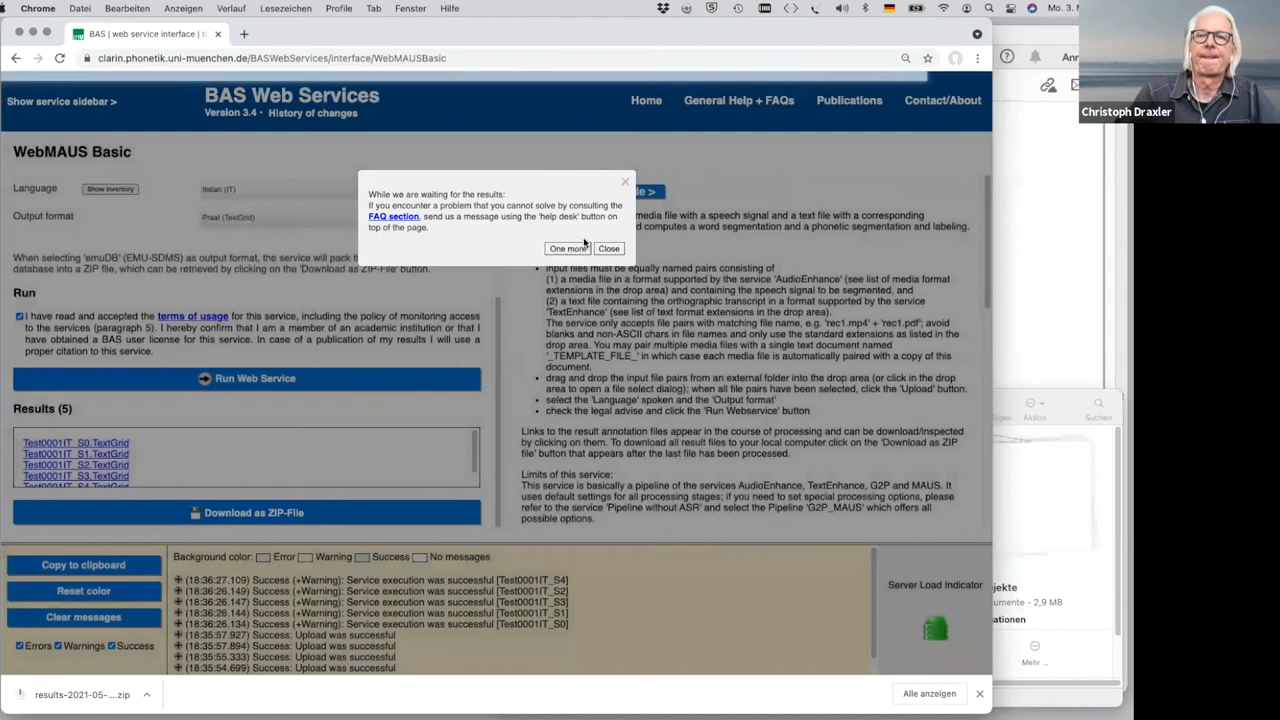 Chrome Datei Bearbeiten Anzeigen Verlauf Lesezeichen Profile Tab Fenster Hilfe
Mo. 3. M
BAS | web service interface | t
clarin.phonetik.uni-muenchen.de/BASWebServices/interface/WebMAUSBasic
Ann
Christoph Draxler
Show service sidebar >
BAS Web Services
Version 3.4 • History of changes
Home General Help + FAQs Publications Contact/About
WebMAUS Basic
Language Show inventory Italian (IT)
Output format Praat (TextGrid)
When selecting 'emuDB' (EMU-SDMS) as output format, the service will pack t
database into a ZIP file, which can be retrieved by clicking on the 'Download as ZIP-File' button.
Run
I have read and accepted the terms of usage for this service, including the policy of monitoring access
to the services (paragraph 5). I hereby confirm that I am a member of an academic institution or that I
have obtained a BAS user license for this service. In case of a publication of my results I will use a
proper citation to this service.
Run Web Service
Results (5)
Test0001IT_S0.TextGrid
Test0001IT_S1.TextGrid
Test0001IT_S2.TextGrid
Test0001IT_S3.TextGrid
Test0001IT_S4.TextGrid
Download as ZIP-File
While we are waiting for the results:
If you encounter a problem that you cannot solve by consulting the
FAQ section, send us a message using the 'help desk' button on
top of the page.
One more Close
de >
media file with a speech signal and a text file with a corresponding
d computes a word segmentation and a phonetic segmentation and labeling.
• input files must be equally named pairs consisting of
(1) a media file in a format supported by the service 'AudioEnhance' (see list of media format
extensions in the drop area) and containing the speech signal to be segmented, and
(2) a text file containing the orthographic transcript in a format supported by the service
'TextEnhance' (see list of text format extensions in the drop area).
The service only accepts file pairs with matching file name, e.g. 'rec1.mp4' + 'rec1.pdf'; avoid
blanks and non-ASCII chars in file names and only use the standard extensions as listed in the
drop area. You may pair multiple media files with a single text document named
'_TEMPLATE_FILE_' in which case each media file is automatically paired with a copy of this
document.
• drag and drop the input file pairs from an external folder into the drop area (or click in the drop
area to open a file select dialog); when all file pairs have been selected, click the 'Upload' button.
• select the 'Language' spoken and the 'Output format'
• check the legal advise and click the 'Run Webservice' button
Links to the result annotation files appear in the course of processing and can be download/inspected
by clicking on them. To download all result files to your local computer click on the 'Download as ZIP
file' button that appears after the last file has been processed.
Limits of this service:
This service is basically a pipeline of the services AudioEnhance, TextEnhance, G2P and MAUS. It
uses default settings for all processing stages; if you need to set special processing options, please
refer to the service 'Pipeline without ASR' and select the Pipeline 'G2P_MAUS' which offers all
possible options.
Copy to clipboard
Reset color
Clear messages
Errors Warnings Success
Background color: Error Warning Success No messages
(18:36:27.109) Success (+Warning): Service execution was successful [Test0001IT_S4]
(18:36:26.149) Success (+Warning): Service execution was successful [Test0001IT_S2]
(18:36:26.147) Success (+Warning): Service execution was successful [Test0001IT_S3]
(18:36:26.144) Success (+Warning): Service execution was successful [Test0001IT_S1]
(18:36:26.134) Success (+Warning): Service execution was successful [Test0001IT_S0]
(18:35:57.927) Success: Upload was successful
(18:35:57.894) Success: Upload was successful
(18:35:55.333) Success: Upload was successful
(18:35:54.699) Success: Upload was successful
Server Load Indicator
ügen Aktion Suchen
jekte
umente - 2,9 MB
ationen
Mehr ...
results-2021-05-....zip
Alle anzeigen